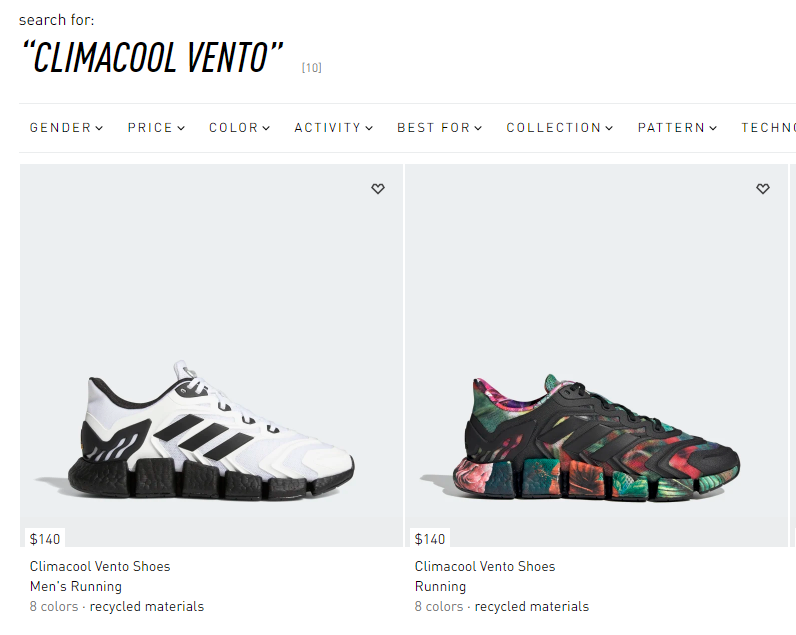 search for:
“CLIMACOOL VENTO” [10]
GENDER PRICE COLOR ACTIVITY BEST FOR COLLECTION PATTERN TECHNO
$140 $140
Climacool Vento Shoes Climacool Vento Shoes
Men's Running Running
8 colors · recycled materials 8 colors · recycled materials